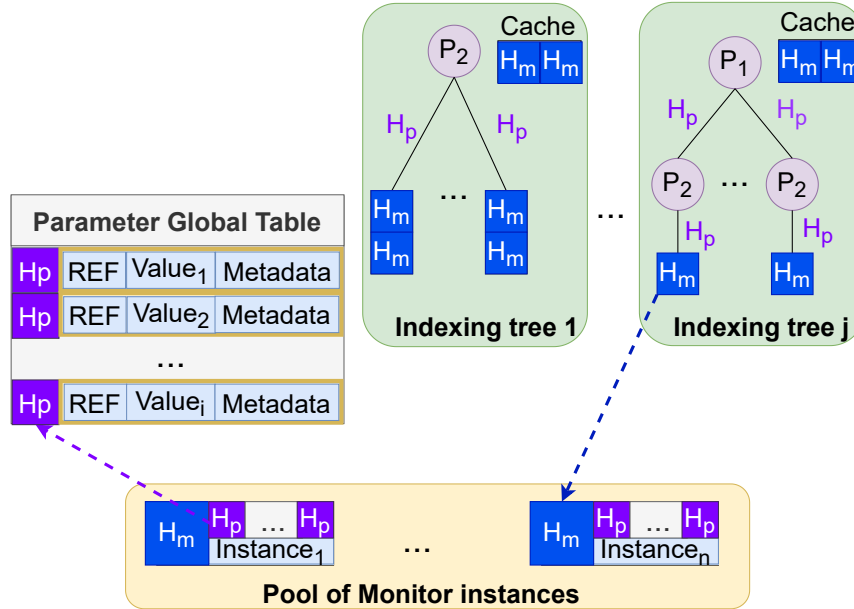 Cache
P₂
Hₘ Hₘ
Hₚ Hₚ
...
Hₘ Hₘ
Hₘ Hₘ
Indexing tree 1
...
Cache
P₁
Hₘ Hₘ
Hₚ Hₚ
P₂ ... P₂
Hₚ Hₚ
Hₘ Hₘ
Indexing tree j
Parameter Global Table
Hp REF Value₁ Metadata
Hp REF Value₂ Metadata
...
Hp REF Valueᵢ Metadata
Hₘ Hₚ ... Hₚ
Instance₁
...
Hₘ Hₚ ... Hₚ
Instanceₙ
Pool of Monitor instances